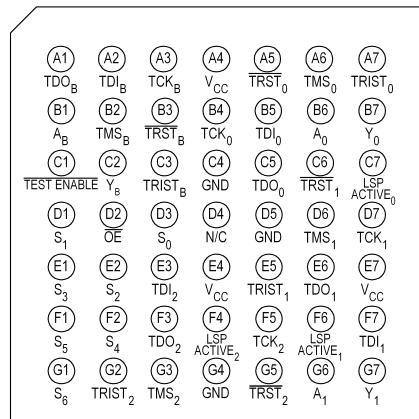 A1 A2 A3 A4 A5 A6 A7
TDO_B TDI_B TCK_B V_CC TRST_0 TMS_0 TRIST_0
B1 B2 B3 B4 B5 B6 B7
A_B TMS_B TRST_B TCK_0 TDI_0 A_0 Y_0
C1 C2 C3 C4 C5 C6 C7
TEST ENABLE Y_B TRIST_B GND TDO_0 TRST_1 LSP ACTIVE_0
D1 D2 D3 D4 D5 D6 D7
S_1 OE S_0 N/C GND TMS_1 TCK_1
E1 E2 E3 E4 E5 E6 E7
S_3 S_2 TDI_2 V_CC TRIST_1 TDO_1 V_CC
F1 F2 F3 F4 F5 F6 F7
S_5 S_4 TDO_2 LSP ACTIVE_2 TCK_2 LSP ACTIVE_1 TDI_1
G1 G2 G3 G4 G5 G6 G7
S_6 TRIST_2 TMS_2 GND TRST_2 A_1 Y_1